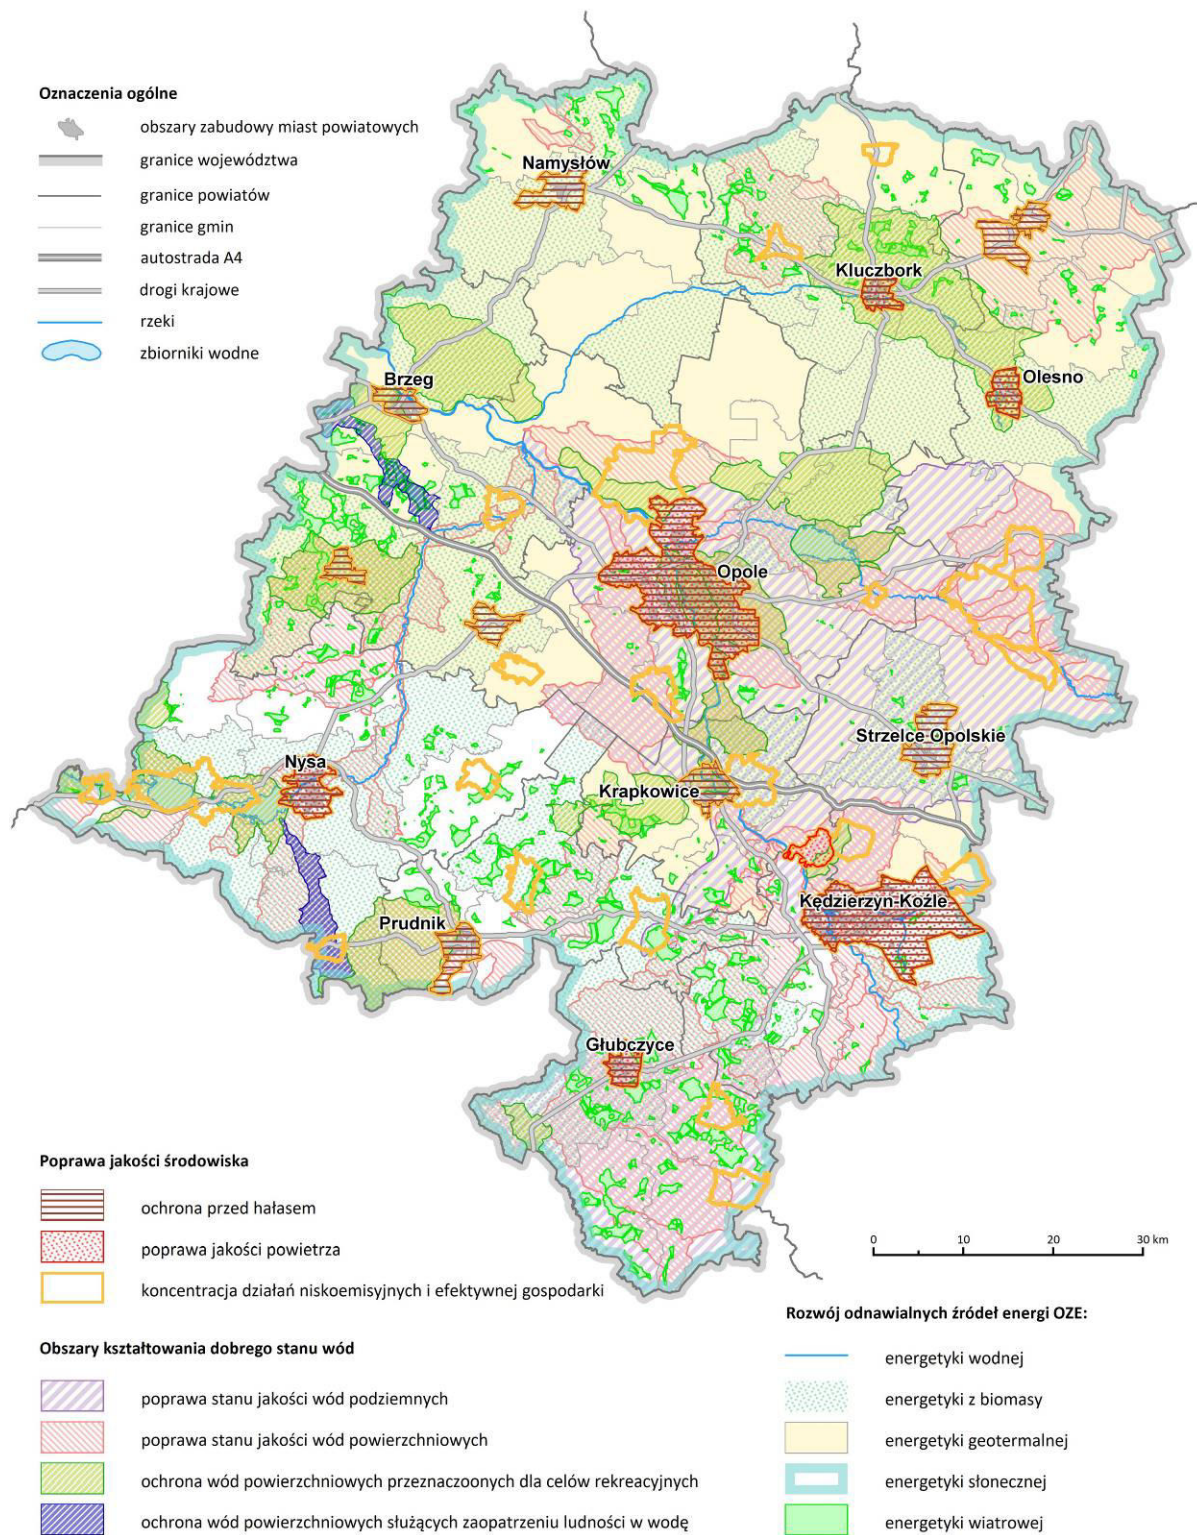 Oznaczenia ogólne
obszary zabudowy miast powiatowych
granice województwa
granice powiatów
granice gmin
autostrada A4
drogi krajowe
rzeki
zbiorniki wodne
Namysłów
Kluczbork
Olesno
Brzeg
Opole
Strzelce Opolskie
Nysa
Krapkowice
Kędzierzyn-Koźle
Prudnik
Głubczyce
Poprawa jakości środowiska
ochrona przed hałasem
poprawa jakości powietrza
koncentracja działań niskoemisyjnych i efektywnej gospodarki
Obszary kształtowania dobrego stanu wód
poprawa stanu jakości wód podziemnych
poprawa stanu jakości wód powierzchniowych
ochrona wód powierzchniowych przeznaczoonych dla celów rekreacyjnych
ochrona wód powierzchniowych służących zaopatrzeniu ludności w wodę
0 10 20 30 km
Rozwój odnawialnych źródeł energi OZE:
energetyki wodnej
energetyki z biomasy
energetyki geotermalnej
energetyki słonecznej
energetyki wiatrowej